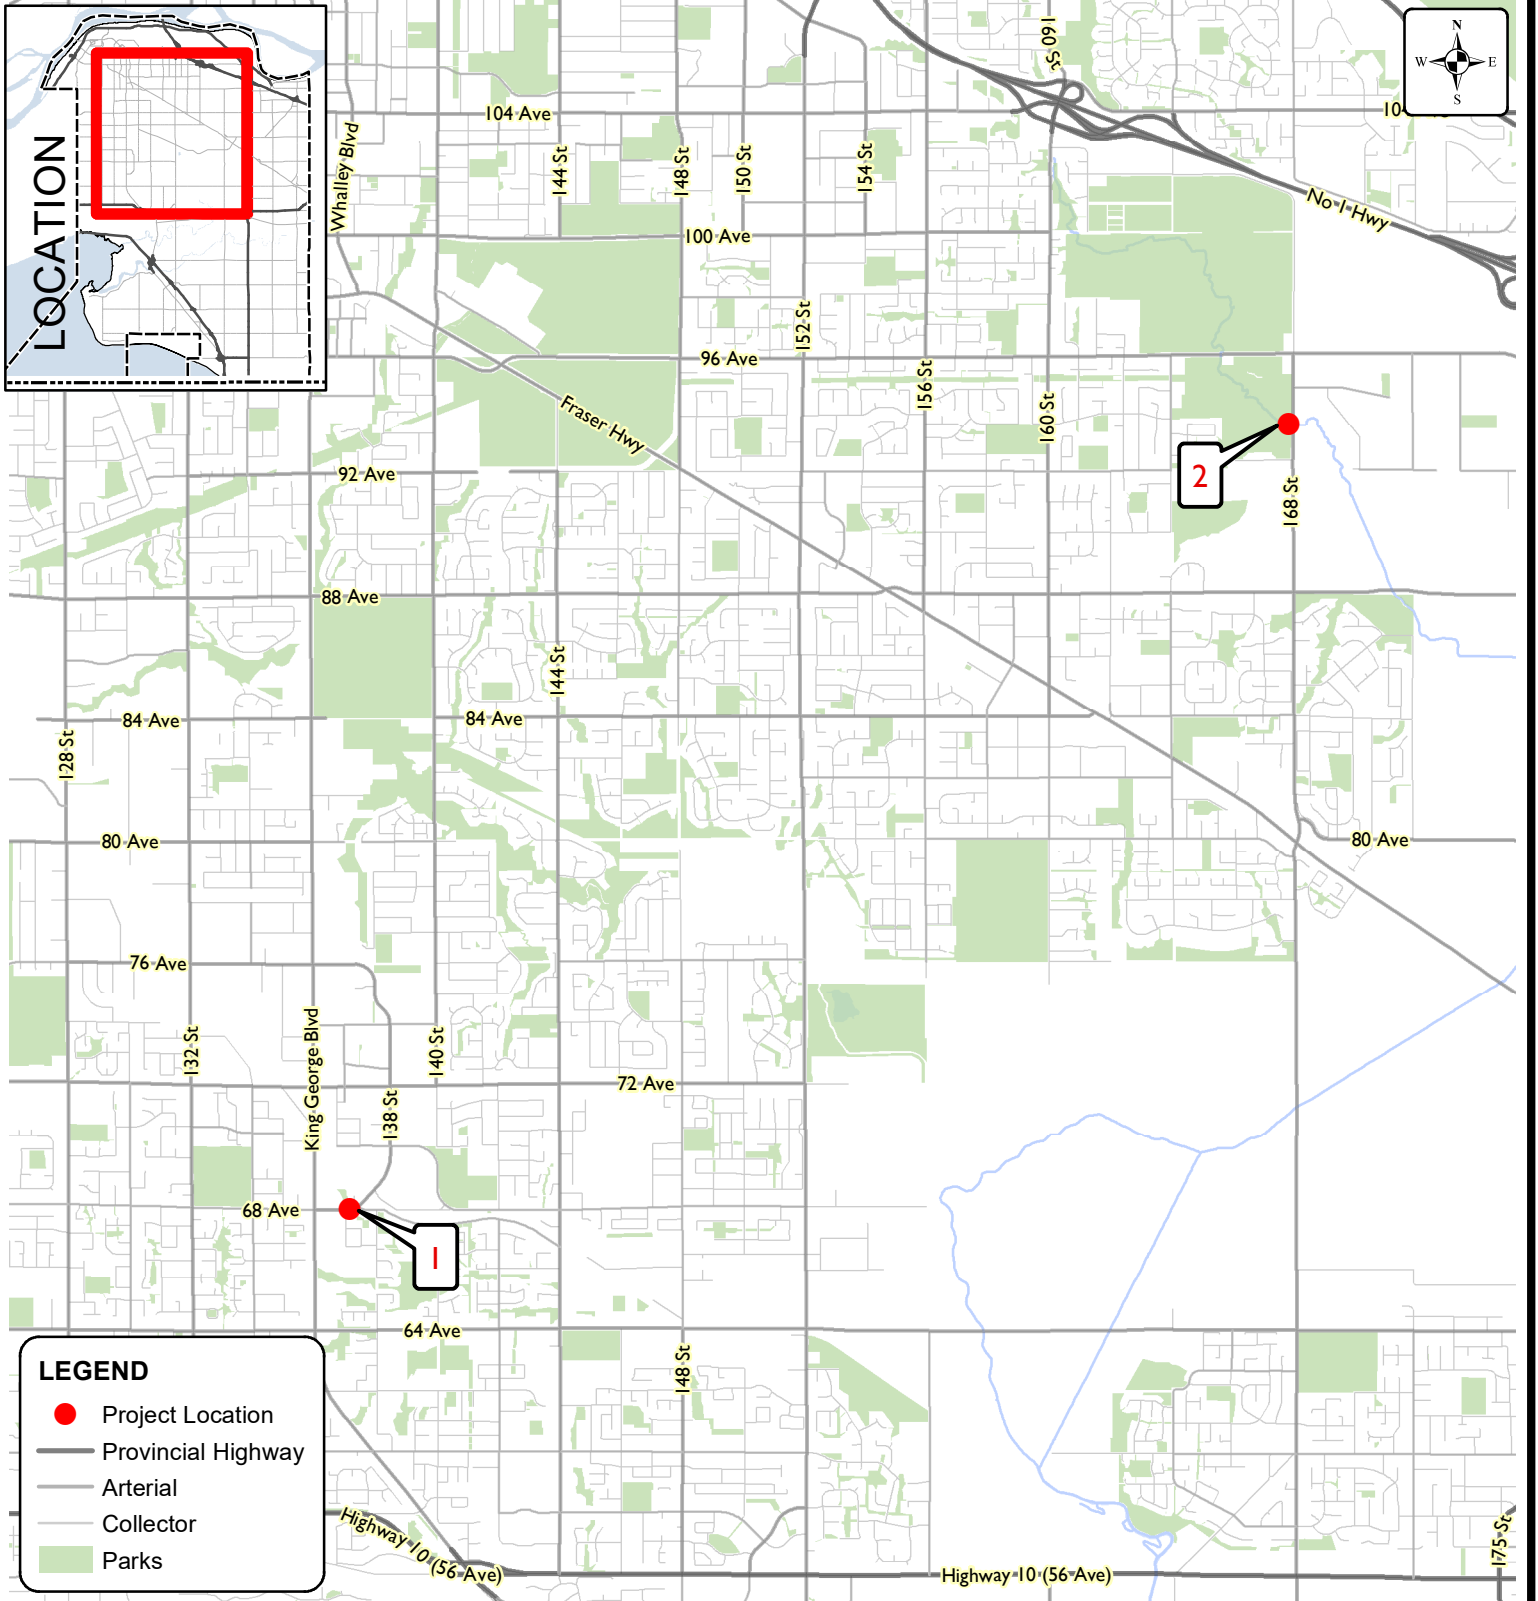 LOCATION
N
W E
S
160 St
104 Ave
Whalley Blvd
144 St
148 St
150 St
154 St
No 1 Hwy
100 Ave
152 St
96 Ave
156 St
160 St
Fraser Hwy
92 Ave
2
168 St
88 Ave
144 St
84 Ave
84 Ave
128 St
80 Ave
80 Ave
76 Ave
132 St
King George Blvd
140 St
72 Ave
138 St
68 Ave
1
64 Ave
148 St
LEGEND
Project Location
Provincial Highway
Arterial
Collector
Parks
Highway 10 (56 Ave)
Highway 10 (56 Ave)
175 St